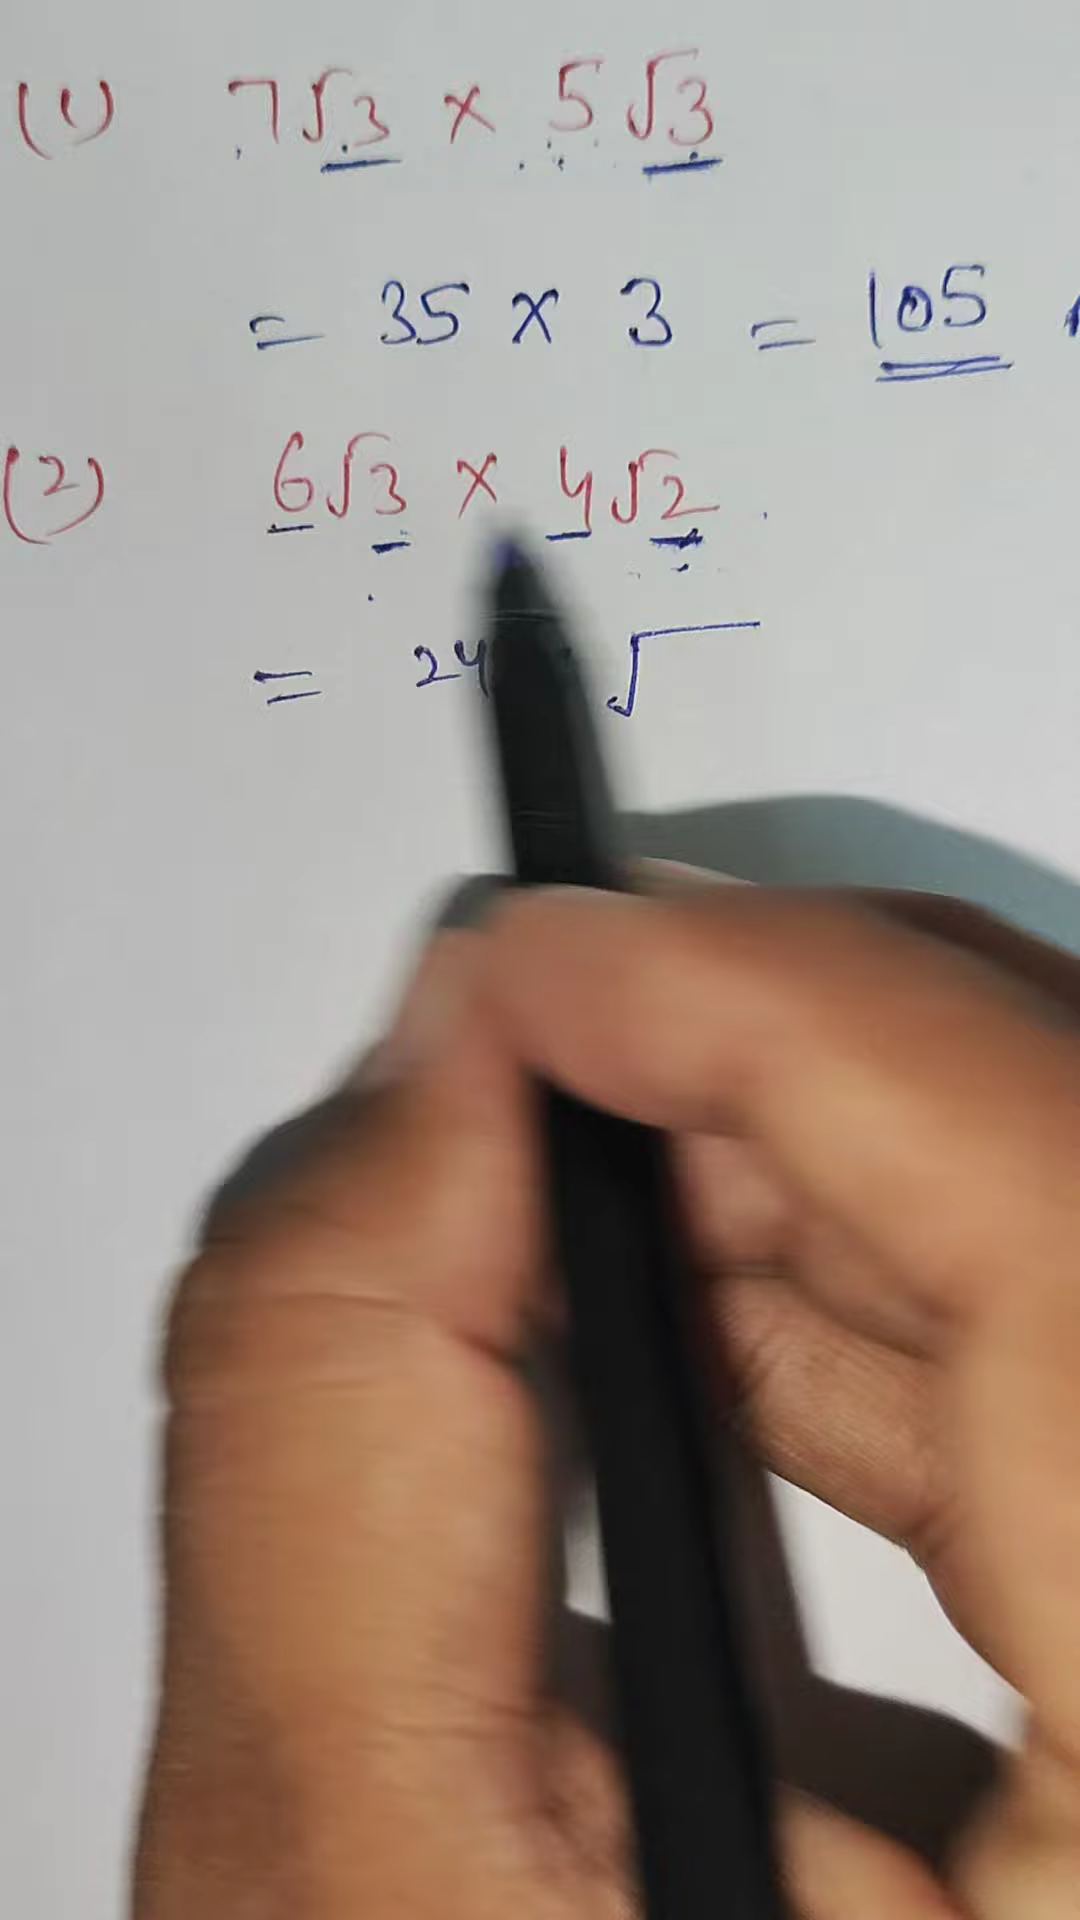 (1) 7√3 × 5√3
= 35 × 3 = 105
(2) 6√3 × 4√2
= 24 √